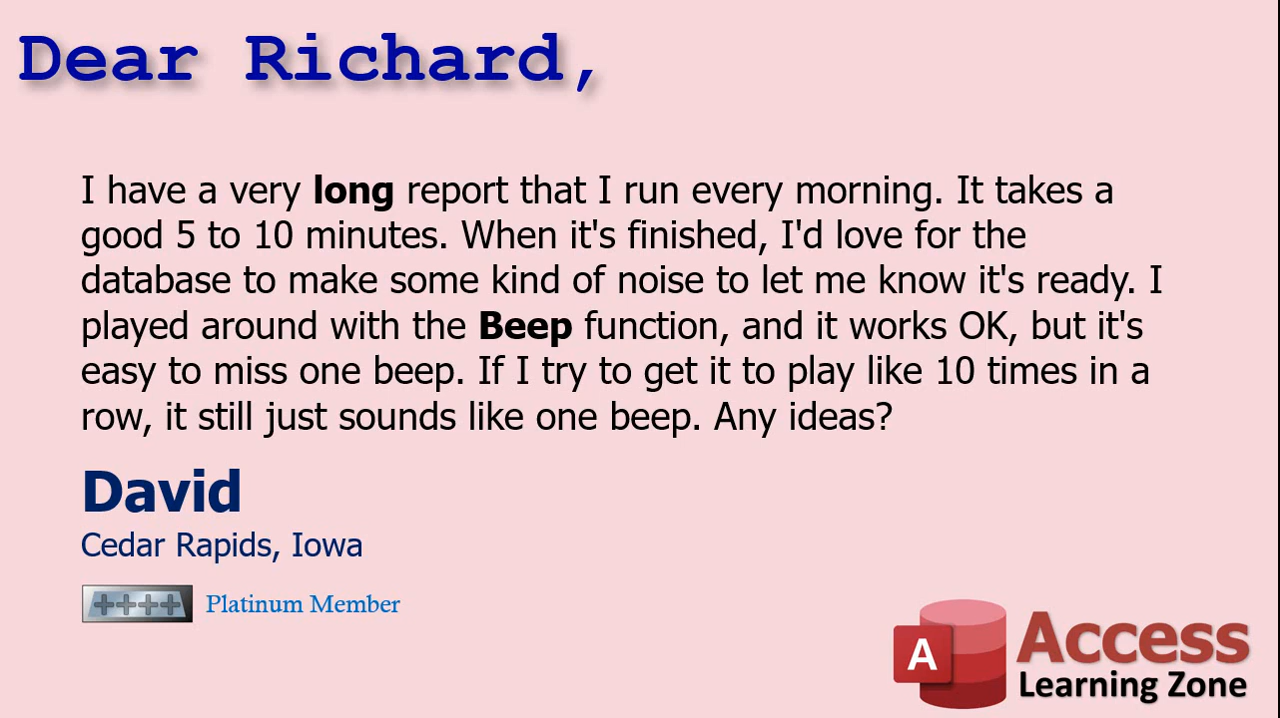 Dear Richard,
I have a very long report that I run every morning. It takes a
good 5 to 10 minutes. When it's finished, I'd love for the
database to make some kind of noise to let me know it's ready. I
played around with the Beep function, and it works OK, but it's
easy to miss one beep. If I try to get it to play like 10 times in a
row, it still just sounds like one beep. Any ideas?
David
Cedar Rapids, Iowa
++++ Platinum Member
A Access
Learning Zone